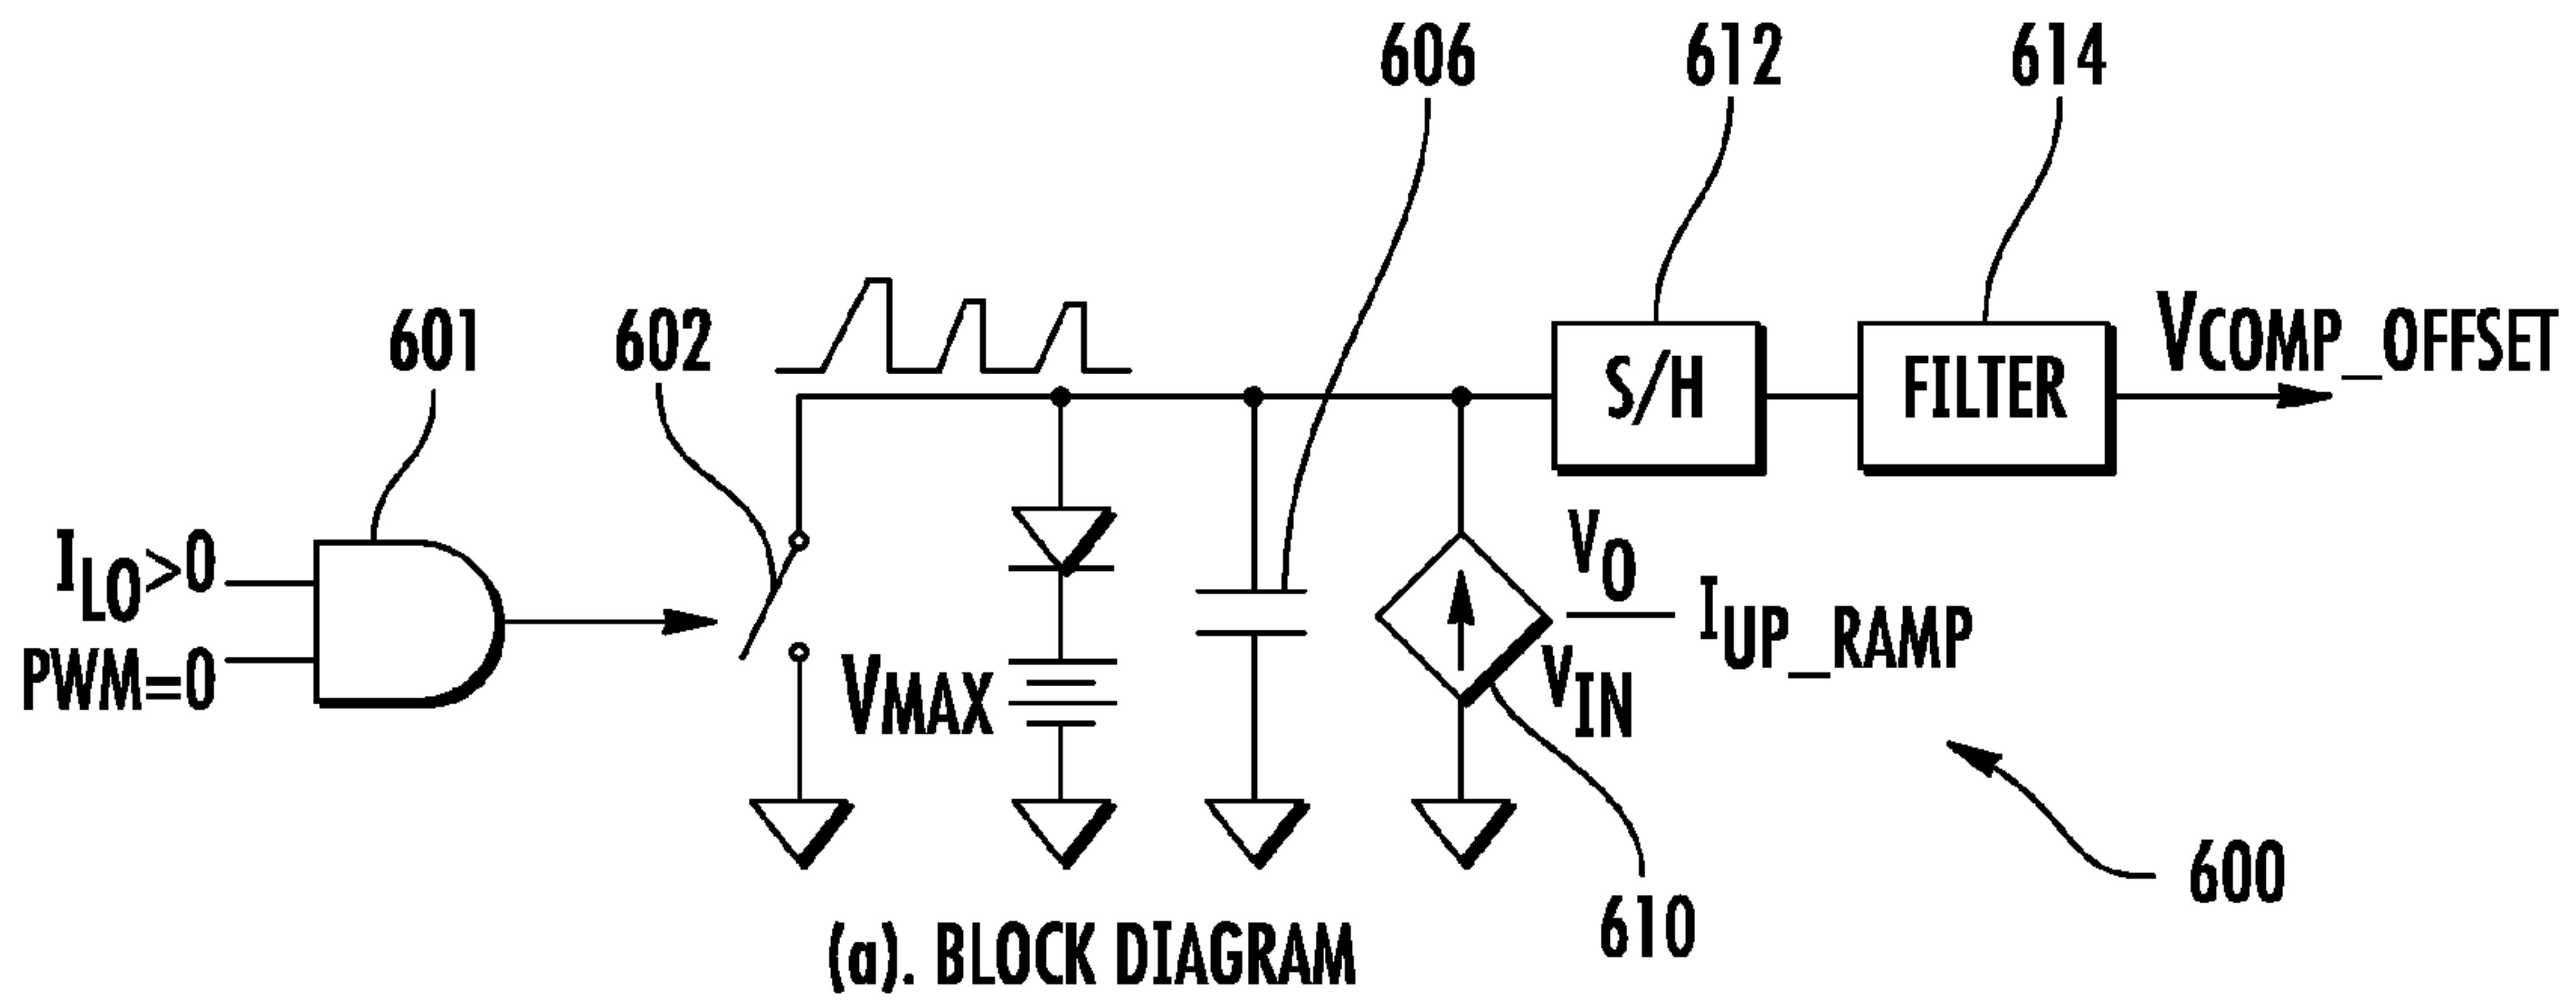 606
612
614
601
602
S/H
FILTER
VCOMP_OFFSET
ILO>0
PWM=0
VMAX
VO
VIN
IUP_RAMP
610
600
(a). BLOCK DIAGRAM